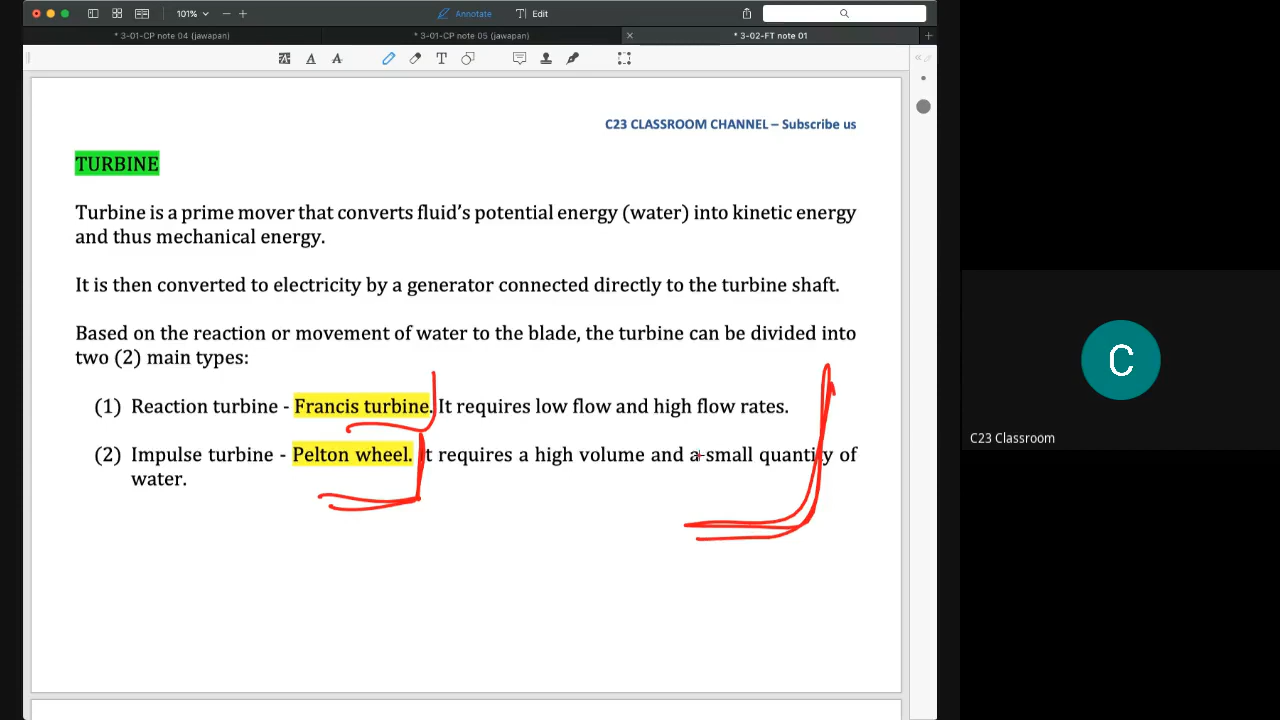 101%
Annotate
Edit
* 3-01-CP note 04 (jawapan)
* 3-01-CP note 05 (jawapan)
* 3-02-FT note 01
C23 CLASSROOM CHANNEL – Subscribe us
TURBINE
Turbine is a prime mover that converts fluid's potential energy (water) into kinetic energy
and thus mechanical energy.
It is then converted to electricity by a generator connected directly to the turbine shaft.
Based on the reaction or movement of water to the blade, the turbine can be divided into
two (2) main types:
(1) Reaction turbine - Francis turbine. It requires low flow and high flow rates.
(2) Impulse turbine - Pelton wheel. It requires a high volume and a small quantity of
water.
C
C23 Classroom